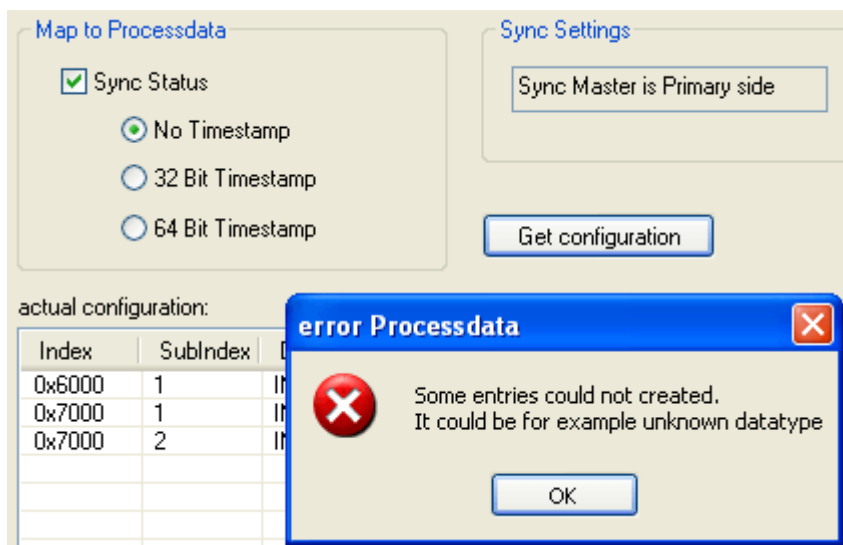 Map to Processdata
Sync Settings
Sync Status
Sync Master is Primary side
No Timestamp
32 Bit Timestamp
64 Bit Timestamp
Get configuration
actual configuration:
error Processdata
Index SubIndex
0x6000 1
0x7000 1
0x7000 2
Some entries could not created.
It could be for example unknown datatype
OK